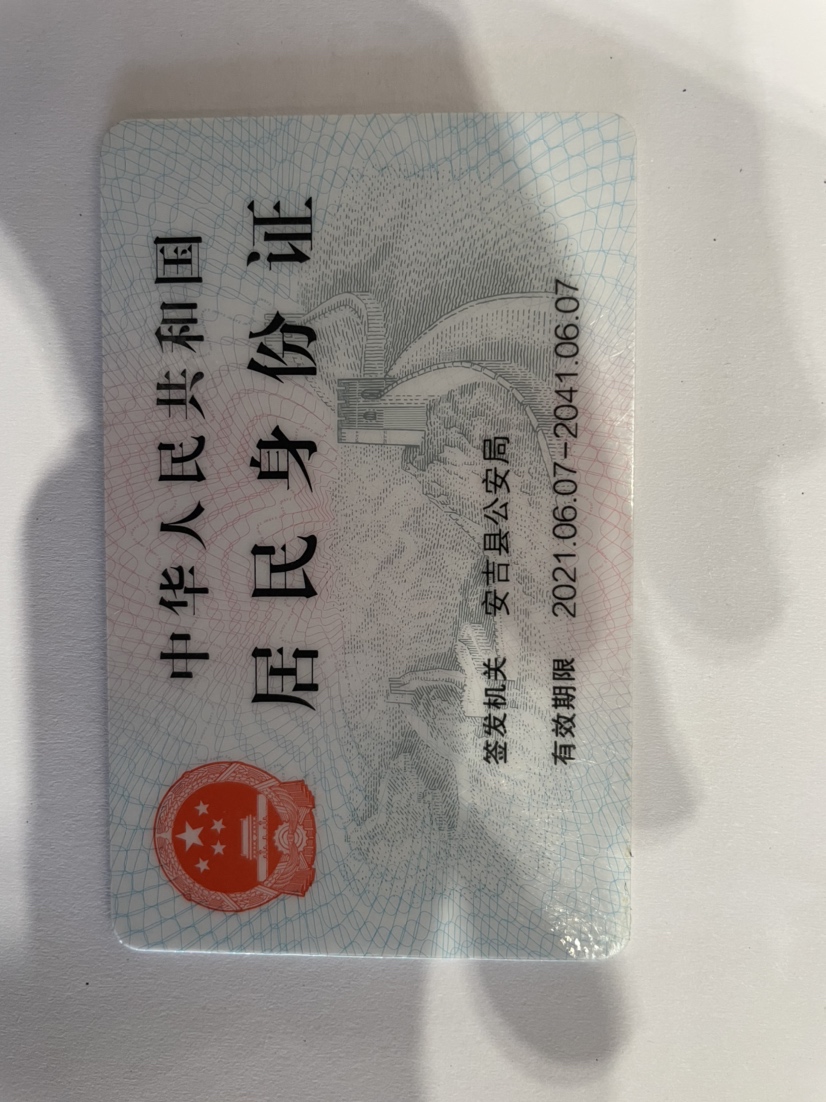 中华人民共和国
居民身份证
签发机关 安吉县公安局
有效期限 2021.06.07-2041.06.07